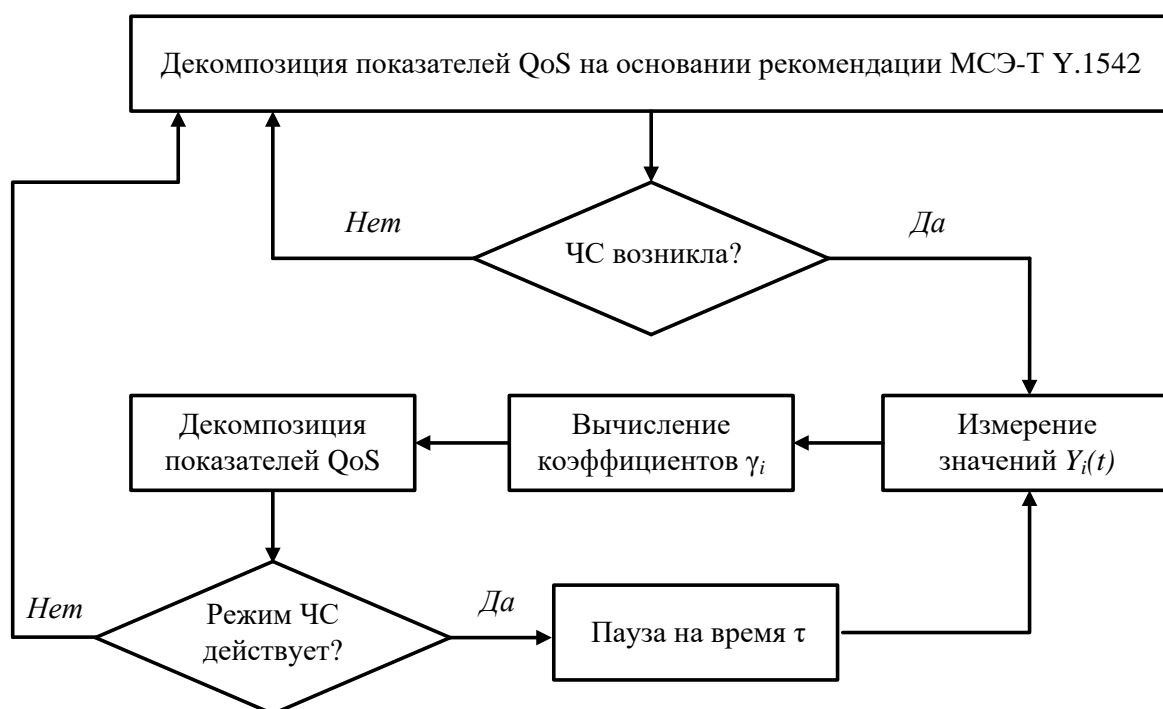 Декомпозиция показателей QoS на основании рекомендации МСЭ-Т Y.1542
Нет
Да
ЧС возникла?
Декомпозиция
показателей QoS
Вычисление
коэффициентов γi
Измерение
значений Yi(t)
Нет
Режим ЧС
действует?
Да
Пауза на время τ